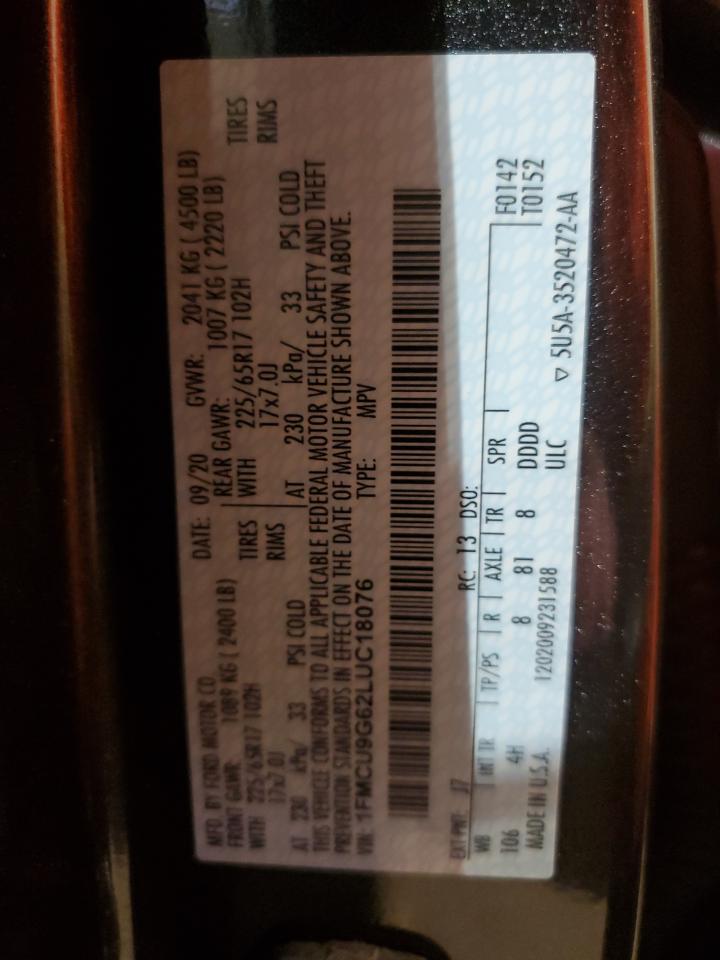 MFD. BY FORD MOTOR CO. DATE: 09/20 GVWR: 2041 KG ( 4500 LB)
FRONT GAWR: 1089 KG ( 2400 LB) REAR GAWR: 1007 KG ( 2220 LB)
WITH 225/65R17 102H TIRES WITH 225/65R17 102H TIRES
17x7.0J RIMS 17x7.0J RIMS
AT 230 kPa/ 33 PSI COLD AT 230 kPa/ 33 PSI COLD
THIS VEHICLE CONFORMS TO ALL APPLICABLE FEDERAL MOTOR VEHICLE SAFETY AND THEFT
PREVENTION STANDARDS IN EFFECT ON THE DATE OF MANUFACTURE SHOWN ABOVE.
VIN: 1FMCU9G62LUC18076 TYPE: MPV
EXT PNT: J7 RC: 13 DSO:
WB INT TR TP/PS R AXLE TR SPR F0142
106 4H 8 81 8 DDDD T0152
MADE IN U.S.A. 1202009231588 ULC
▽ 5U5A-3520472-AA